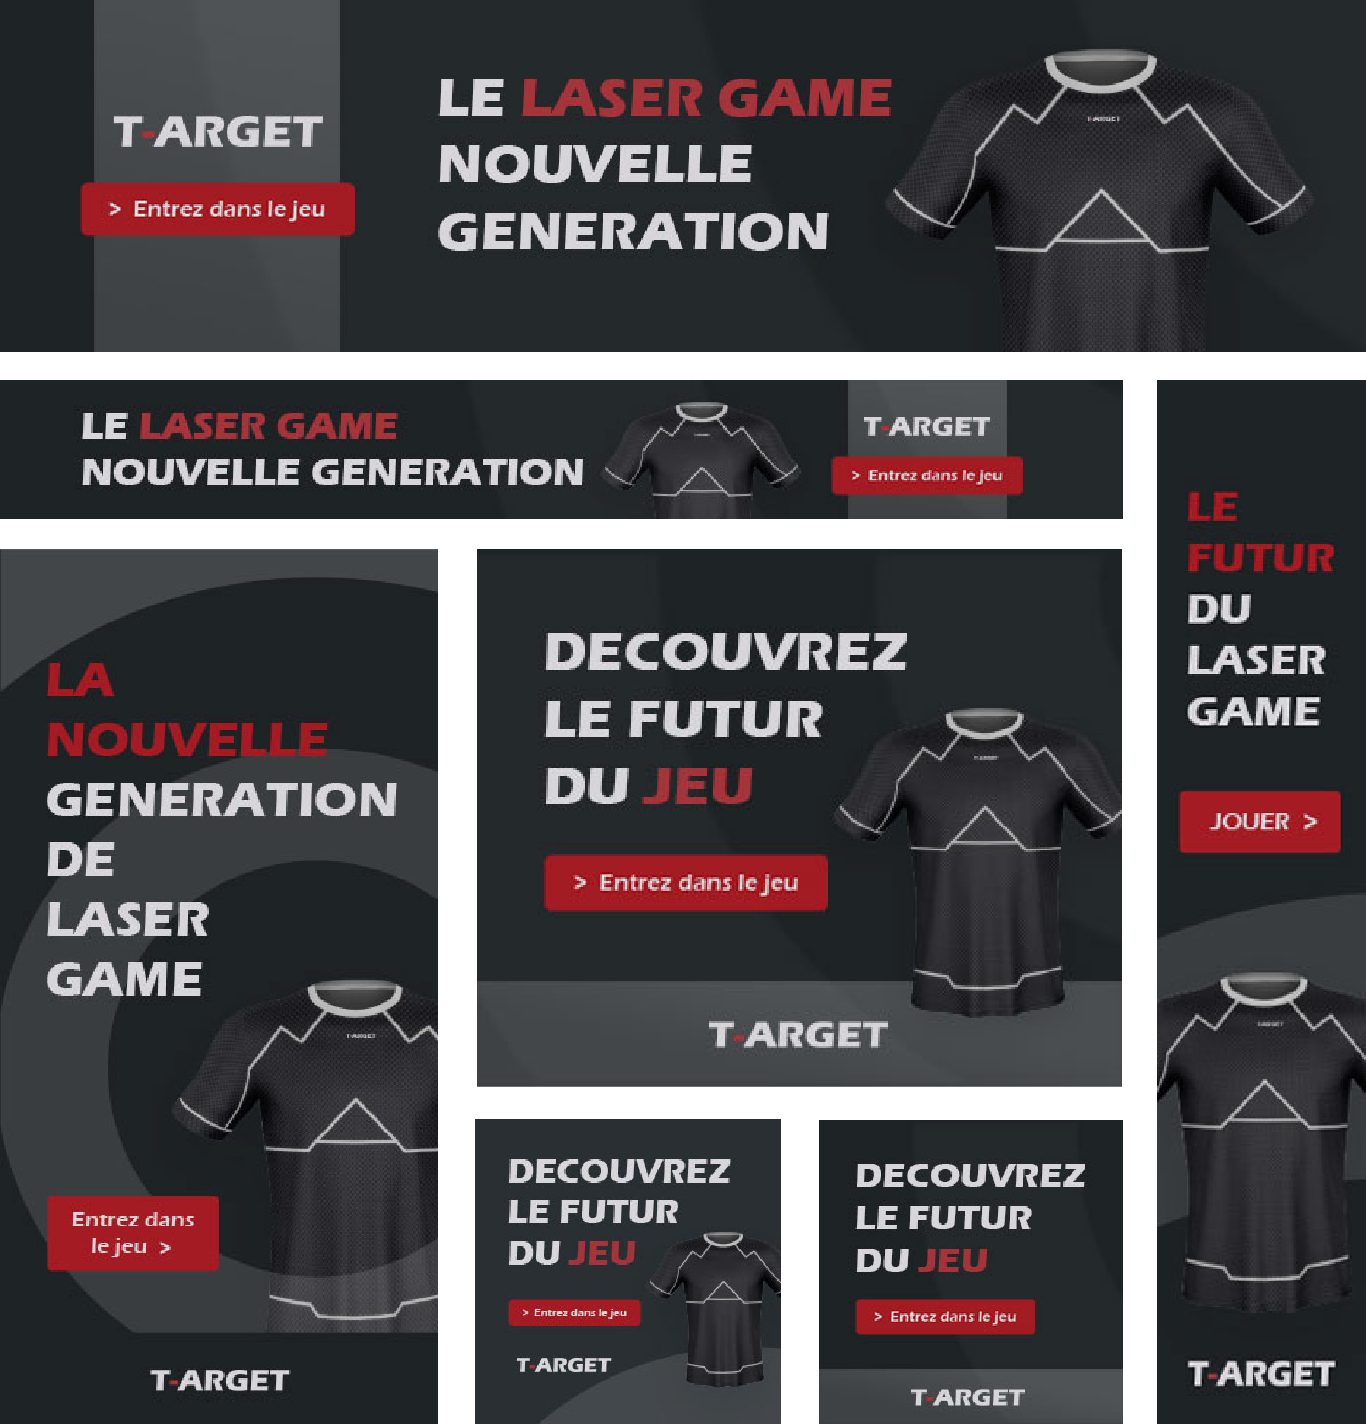 T-ARGET
> Entrez dans le jeu
LE LASER GAME
NOUVELLE
GENERATION
T-ARGET
LE LASER GAME
NOUVELLE GENERATION
T-ARGET
T-ARGET
> Entrez dans le jeu
LA
NOUVELLE
GENERATION
DE
LASER
GAME
T-ARGET
Entrez dans
le jeu >
T-ARGET
DECOUVREZ
LE FUTUR
DU JEU
T-ARGET
> Entrez dans le jeu
T-ARGET
LE
FUTUR
DU
LASER
GAME
JOUER >
T-ARGET
T-ARGET
DECOUVREZ
LE FUTUR
DU JEU
> Entrez dans le jeu
T-ARGET
DECOUVREZ
LE FUTUR
DU JEU
> Entrez dans le jeu
T-ARGET